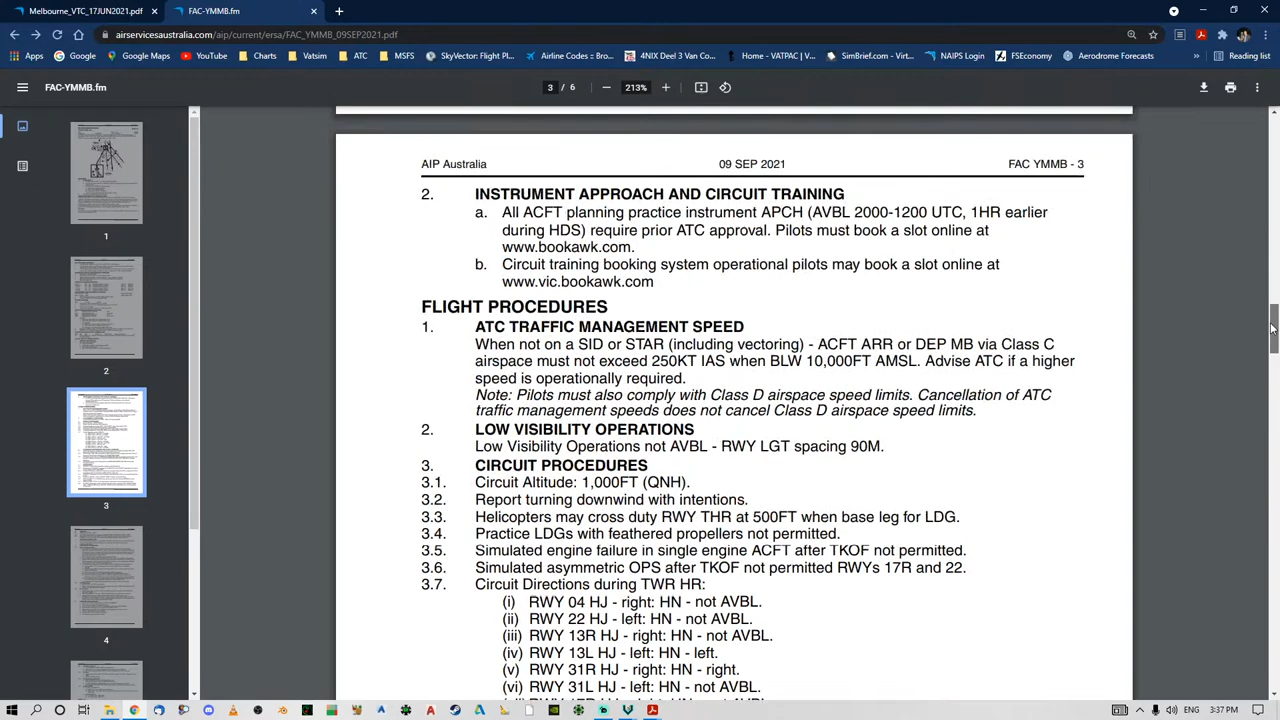 Melbourne_VTC_17JUN2021.pdf
FAC-YMMB.pdf
airservicesaustralia.com/aip/current/ersa/FAC_YMMB_09SEP2021.pdf
Apps
Google
Google Maps
YouTube
Charts
Vatsim
ATC
MSFS
SkyVector: Flight P...
Airline Codes :: Bro...
4NIX Deel 3 Van Co...
Home - VATPAC | V...
SimBrief.com - Virt...
NAIPS Login
FSEconomy
Aerodrome Forecasts
Reading list
FAC-YMMB.fm
3 / 6
213%
1
2
3
4
AIP Australia 09 SEP 2021 FAC YMMB - 3
2. INSTRUMENT APPROACH AND CIRCUIT TRAINING
a. All ACFT planning practice instrument APCH (AVBL 2000-1200 UTC, 1HR earlier
during HDS) require prior ATC approval. Pilots must book a slot online at
www.bookawk.com.
b. Circuit training booking system operational pilots may book a slot online at
www.vic.bookawk.com
FLIGHT PROCEDURES
1. ATC TRAFFIC MANAGEMENT SPEED
When not on a SID or STAR (including vectoring) - ACFT ARR or DEP MB via Class C
airspace must not exceed 250KT IAS when BLW 10,000FT AMSL. Advise ATC if a higher
speed is operationally required.
Note: Pilots must also comply with Class D airspace speed limits. Cancellation of ATC
traffic management speeds does not cancel Class D airspace speed limits.
2. LOW VISIBILITY OPERATIONS
Low Visibility Operations not AVBL - RWY LGT spacing 90M.
3. CIRCUIT PROCEDURES
3.1. Circuit Altitude: 1,000FT (QNH).
3.2. Report turning downwind with intentions.
3.3. Helicopters may cross duty RWY THR at 500FT when base leg for LDG.
3.4. Practice LDGS with feathered propellers not permitted.
3.5. Simulated engine failure in single engine ACFT after TKOF not permitted.
3.6. Simulated asymmetric OPS after TKOF not permitted RWYs 17R and 22.
3.7. Circuit Directions during TWR HR:
(i) RWY 04 HJ - right: HN - not AVBL.
(ii) RWY 22 HJ - left: HN - not AVBL.
(iii) RWY 13R HJ - right: HN - not AVBL.
(iv) RWY 13L HJ - left: HN - left.
(v) RWY 31R HJ - right: HN - right.
(vi) RWY 31L HJ - left: HN - not AVBL.
ENG
3:37 PM